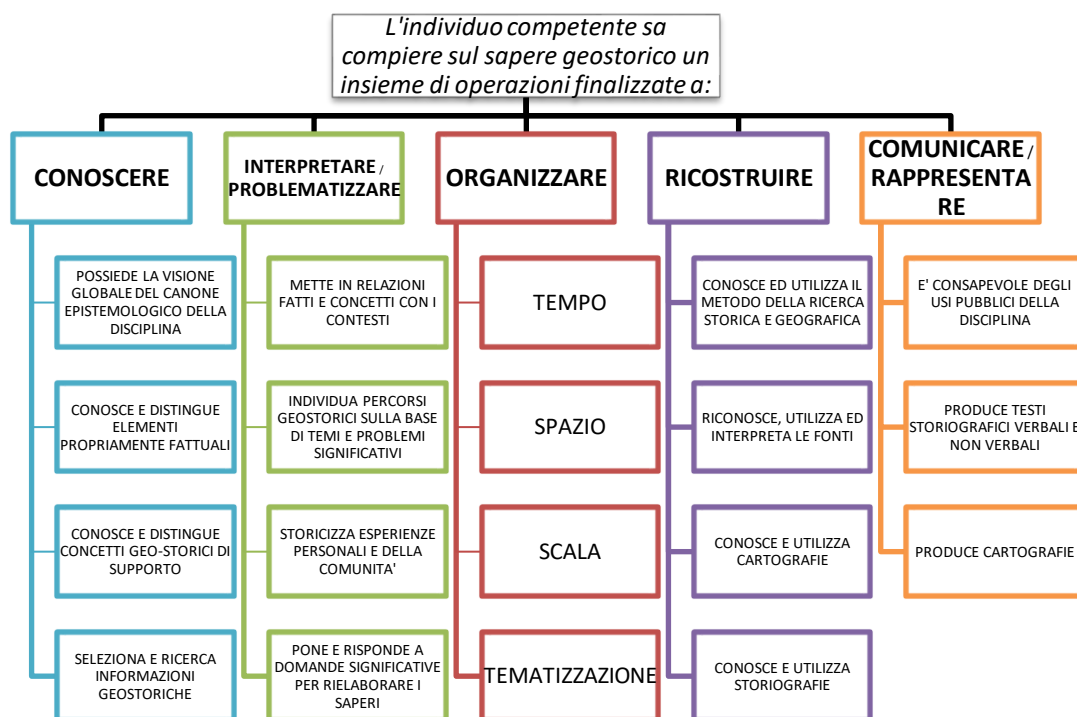 L'individuo competente sa
compiere sul sapere geostorico un
insieme di operazioni finalizzate a:
CONOSCERE
POSSIEDE LA VISIONE
GLOBALE DEL CANONE
EPISTEMOLOGICO DELLA
DISCIPLINA
CONOSCE E DISTINGUE
ELEMENTI
PROPRIAMENTE FATTUALI
CONOSCE E DISTINGUE
CONCETTI GEO-STORICI DI
SUPPORTO
SELEZIONA E RICERCA
INFORMAZIONI
GEOSTORICHE
INTERPRETARE /
PROBLEMATIZZARE
METTE IN RELAZIONI
FATTI E CONCETTI CON I
CONTESTI
INDIVIDUA PERCORSI
GEOSTORICI SULLA BASE
DI TEMI E PROBLEMI
SIGNIFICATIVI
STORICIZZA ESPERIENZE
PERSONALI E DELLA
COMUNITA'
PONE E RISPONDE A
DOMANDE SIGNIFICATIVE
PER RIELABORARE I
SAPERI
ORGANIZZARE
TEMPO
SPAZIO
SCALA
TEMATIZZAZIONE
RICOSTRUIRE
CONOSCE ED UTILIZZA IL
METODO DELLA RICERCA
STORICA E GEOGRAFICA
RICONOSCE, UTILIZZA ED
INTERPRETA LE FONTI
CONOSCE E UTILIZZA
CARTOGRAFIE
CONOSCE E UTILIZZA
STORIOGRAFIE
COMUNICARE /
RAPPRESENTA
RE
E' CONSAPEVOLE DEGLI
USI PUBBLICI DELLA
DISCIPLINA
PRODUCE TESTI
STORIOGRAFICI VERBALI E
NON VERBALI
PRODUCE CARTOGRAFIE